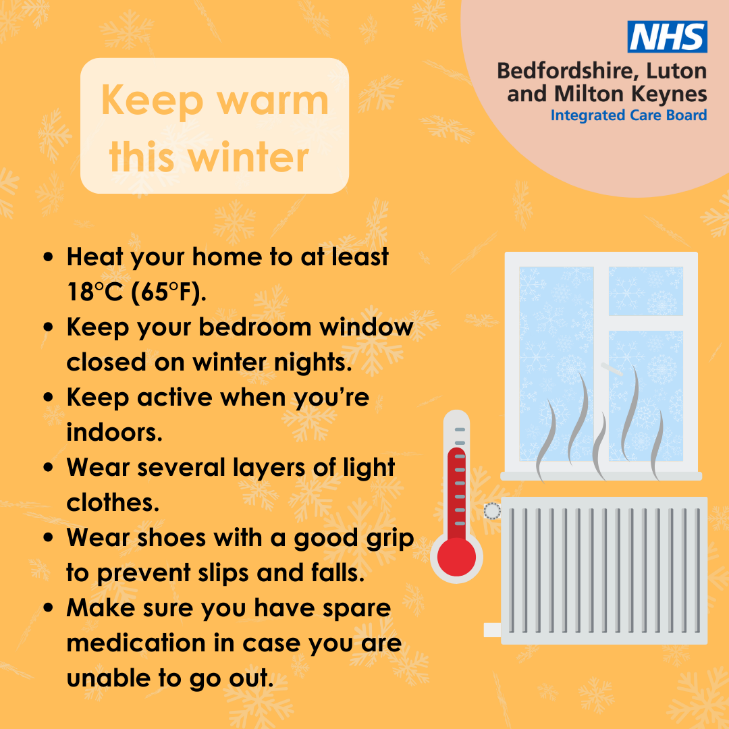 NHS
Bedfordshire, Luton
and Milton Keynes
Integrated Care Board
Keep warm
this winter
• Heat your home to at least
18°C (65°F).
• Keep your bedroom window
closed on winter nights.
• Keep active when you’re
indoors.
• Wear several layers of light
clothes.
• Wear shoes with a good grip
to prevent slips and falls.
• Make sure you have spare
medication in case you are
unable to go out.